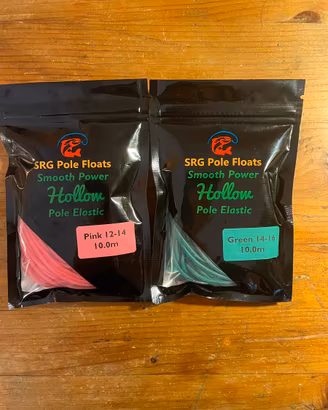 SRG Pole Floats
Smooth Power
Hollow
Pole Elastic
Pink 12-14
10.0m
SRG Pole Floats
Smooth Power
Hollow
Pole Elastic
Green 14-16
10.0m